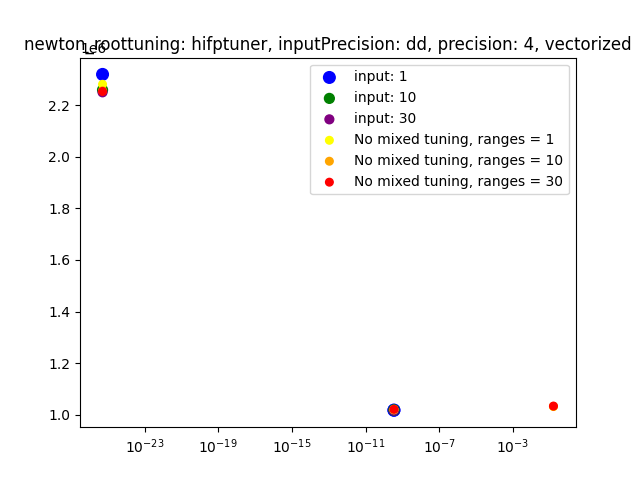 newton_roottuning: hifptuner, inputPrecision: dd, precision: 4, vectorized
1e6
input: 1
input: 10
input: 30
No mixed tuning, ranges = 1
No mixed tuning, ranges = 10
No mixed tuning, ranges = 30
2.2
2.0
1.8
1.6
1.4
1.2
1.0
10^-23 10^-19 10^-15 10^-11 10^-7 10^-3